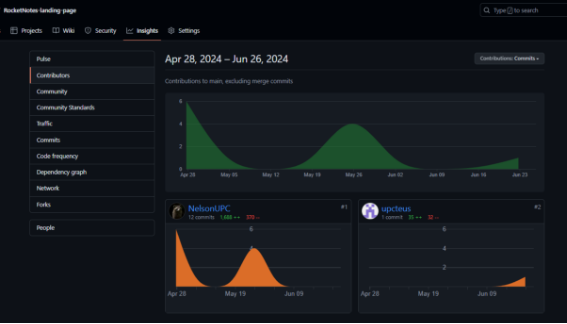 RocketNotes-landing-page
Type / to search
Projects Wiki Security Insights Settings
Pulse
Contributors
Community
Community Standards
Traffic
Commits
Code frequency
Dependency graph
Network
Forks
People
Apr 28, 2024 – Jun 26, 2024
Contributions: Commits
Contributions to main, excluding merge commits
6
4
2
0
Apr 28 May 05 May 12 May 19 May 26 Jun 02 Jun 09 Jun 16 Jun 23
NelsonUPC #1
12 commits ++ --
6
4
2
Apr 28 May 19 Jun 09
upcteus #2
1 commit 35 ++ 32 --
6
4
2
Apr 28 May 19 Jun 09